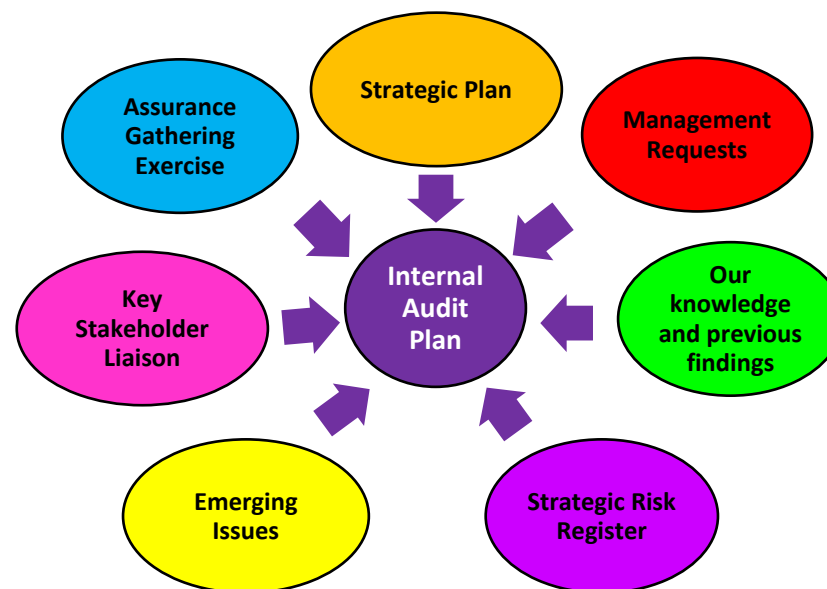 Strategic Plan
Assurance
Gathering
Exercise
Management
Requests
Internal
Audit
Plan
Key
Stakeholder
Liaison
Our
knowledge
and previous
findings
Emerging
Issues
Strategic Risk
Register